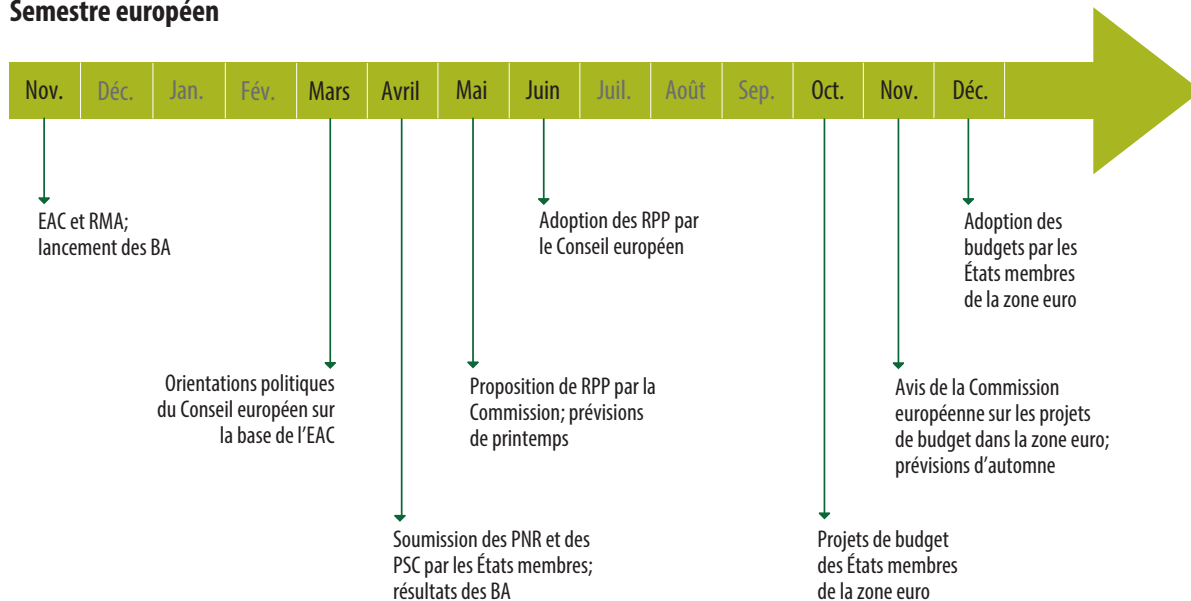 Semestre européen
Nov. Déc. Jan. Fév. Mars Avril Mai Juin Juil. Août Sep. Oct. Nov. Déc.
EAC et RMA;
lancement des BA
Adoption des RPP par
le Conseil européen
Adoption des
budgets par les
États membres
de la zone euro
Orientations politiques
du Conseil européen sur
la base de l’EAC
Proposition de RPP par la
Commission; prévisions
de printemps
Avis de la Commission
européenne sur les projets
de budget dans la zone euro;
prévisions d’automne
Soumission des PNR et des
PSC par les États membres;
résultats des BA
Projets de budget
des États membres
de la zone euro